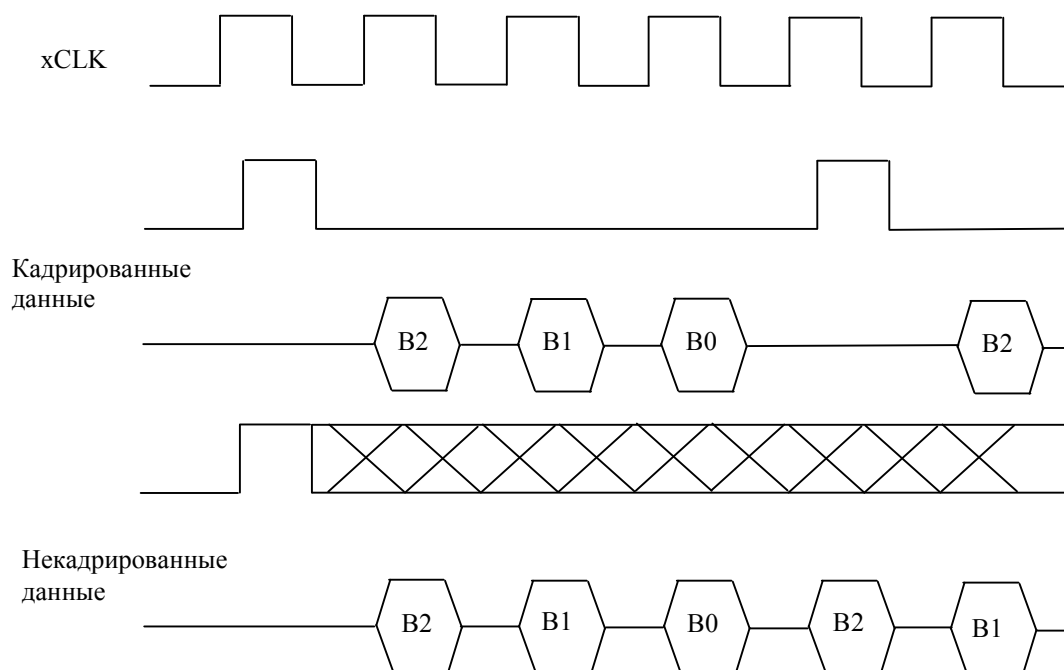 xCLK
Кадрированные
данные
B2 B1 B0 B2
Некадрированные
данные
B2 B1 B0 B2 B1